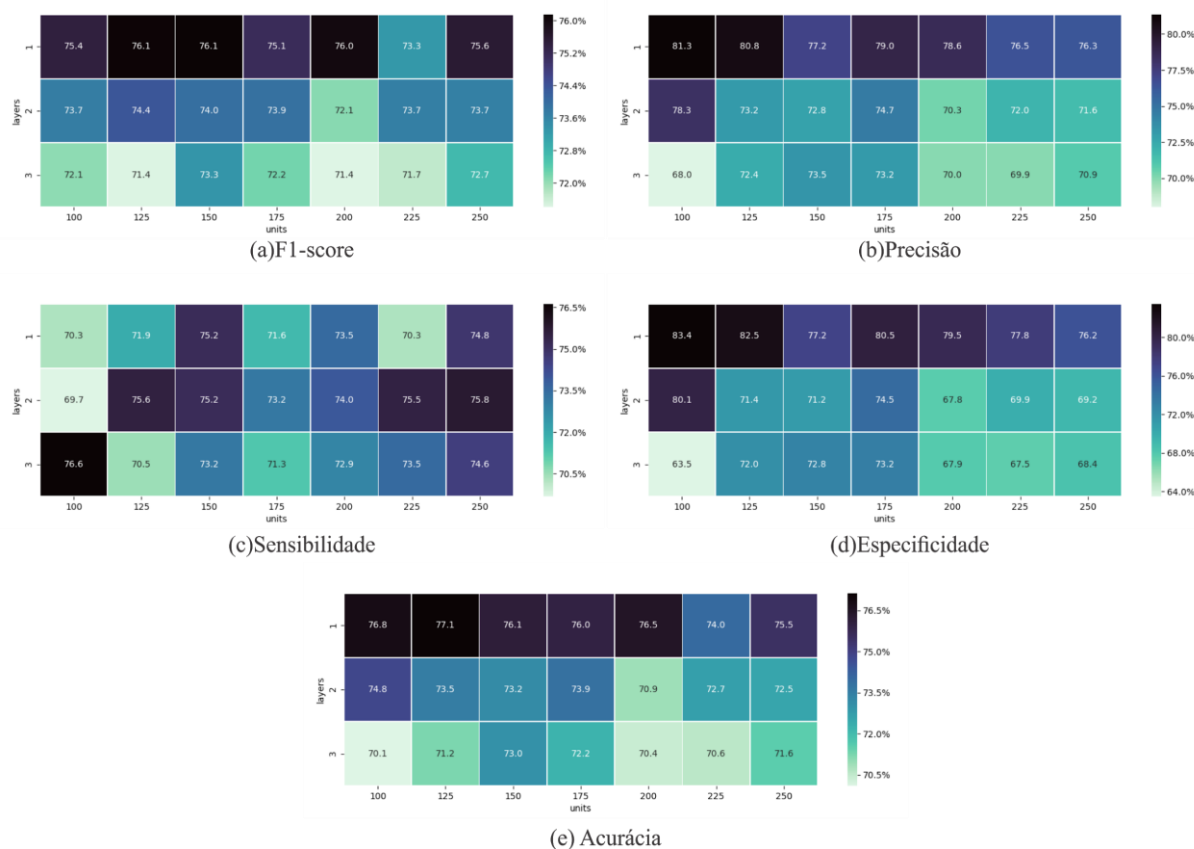 75.4 76.1 76.1 75.1 76.0 73.3 75.6
73.7 74.4 74.0 73.9 72.1 73.7 73.7
72.1 71.4 73.3 72.2 71.4 71.7 72.7
1
2
3
layers
100 125 150 175 200 225 250
units
76.0%
75.2%
74.4%
73.6%
72.8%
72.0%
(a)F1-score
81.3 80.8 77.2 79.0 78.6 76.5 76.3
78.3 73.2 72.8 74.7 70.3 72.0 71.6
68.0 72.4 73.5 73.2 70.0 69.9 70.9
1
2
3
layers
100 125 150 175 200 225 250
units
80.0%
77.5%
75.0%
72.5%
70.0%
(b)Precisão
70.3 71.9 75.2 71.6 73.5 70.3 74.8
69.7 75.6 75.2 73.2 74.0 75.5 75.8
76.6 70.5 73.2 71.3 72.9 73.5 74.6
1
2
3
layers
100 125 150 175 200 225 250
units
76.5%
75.0%
73.5%
72.0%
70.5%
(c)Sensibilidade
83.4 82.5 77.2 80.5 79.5 77.8 76.2
80.1 71.4 71.2 74.5 67.8 69.9 69.2
63.5 72.0 72.8 73.2 67.9 67.5 68.4
1
2
3
layers
100 125 150 175 200 225 250
units
80.0%
76.0%
72.0%
68.0%
64.0%
(d)Especificidade
76.8 77.1 76.1 76.0 76.5 74.0 75.5
74.8 73.5 73.2 73.9 70.9 72.7 72.5
70.1 71.2 73.0 72.2 70.4 70.6 71.6
1
2
3
layers
100 125 150 175 200 225 250
units
76.5%
75.0%
73.5%
72.0%
70.5%
(e) Acurácia